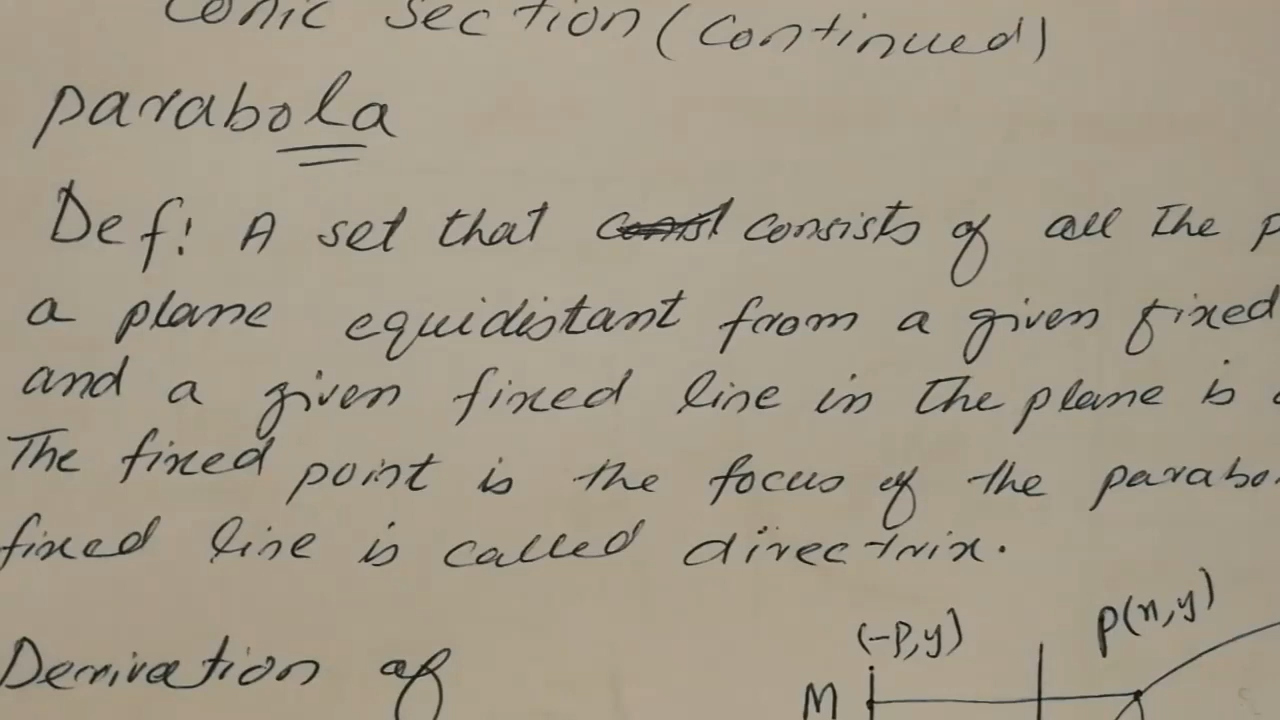 Conic Section (Continued)
parabola
Def: A set that consists of all the p
a plane equidistant from a given fixed
and a given fixed line in the plane is
The fixed point is the focus of the parabo
fixed line is called directrix.
(-P,y) P(x,y)
Derivation of
M